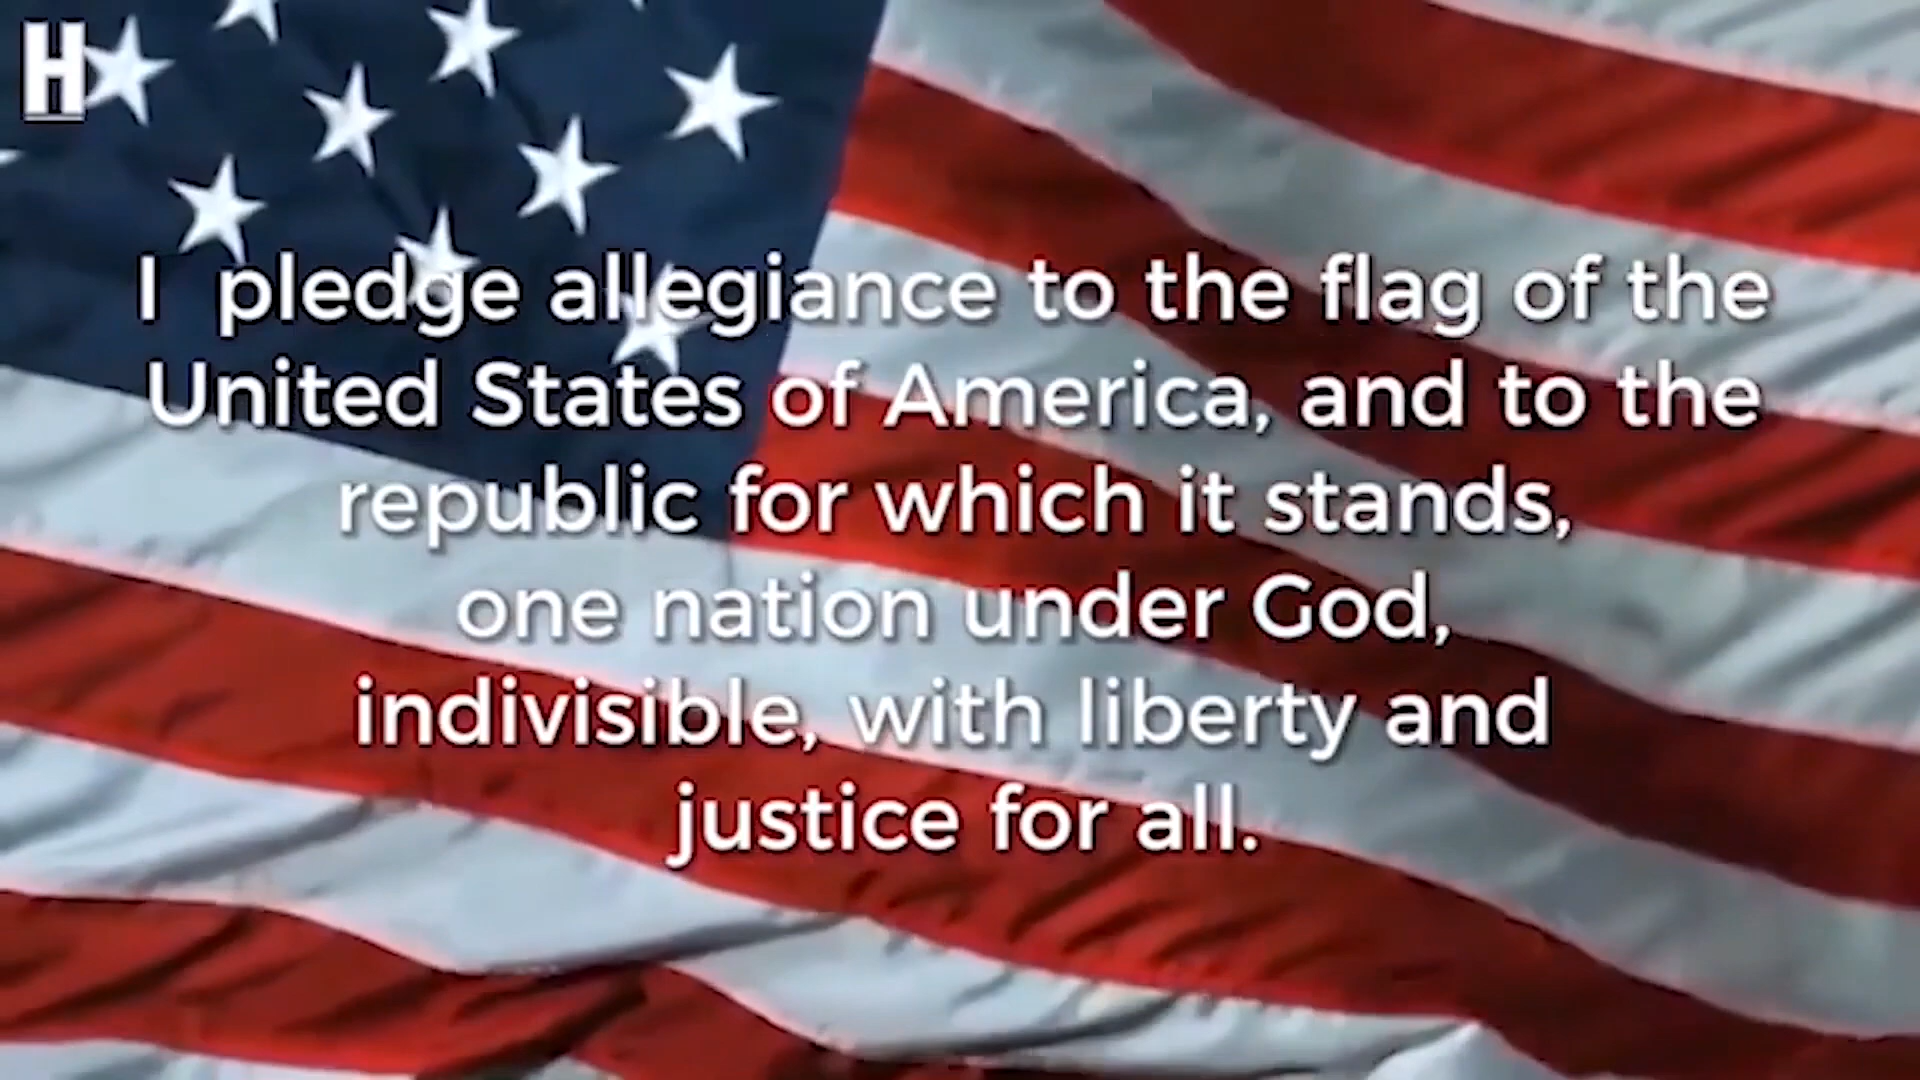 H
I pledge allegiance to the flag of the
United States of America, and to the
republic for which it stands,
one nation under God,
indivisible, with liberty and
justice for all.